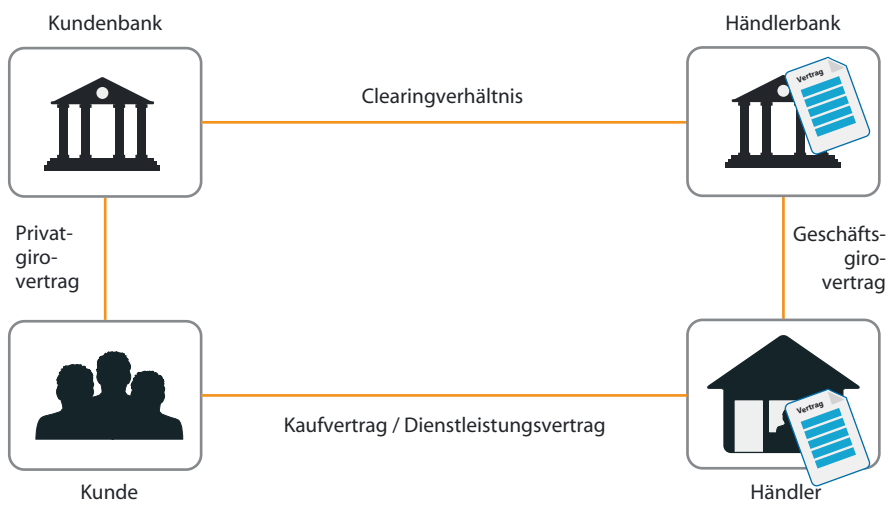 Kundenbank
Händlerbank
Vertrag
Clearingverhältnis
Privat-
giro-
vertrag
Geschäfts-
giro-
vertrag
Vertrag
Kaufvertrag / Dienstleistungsvertrag
Kunde
Händler